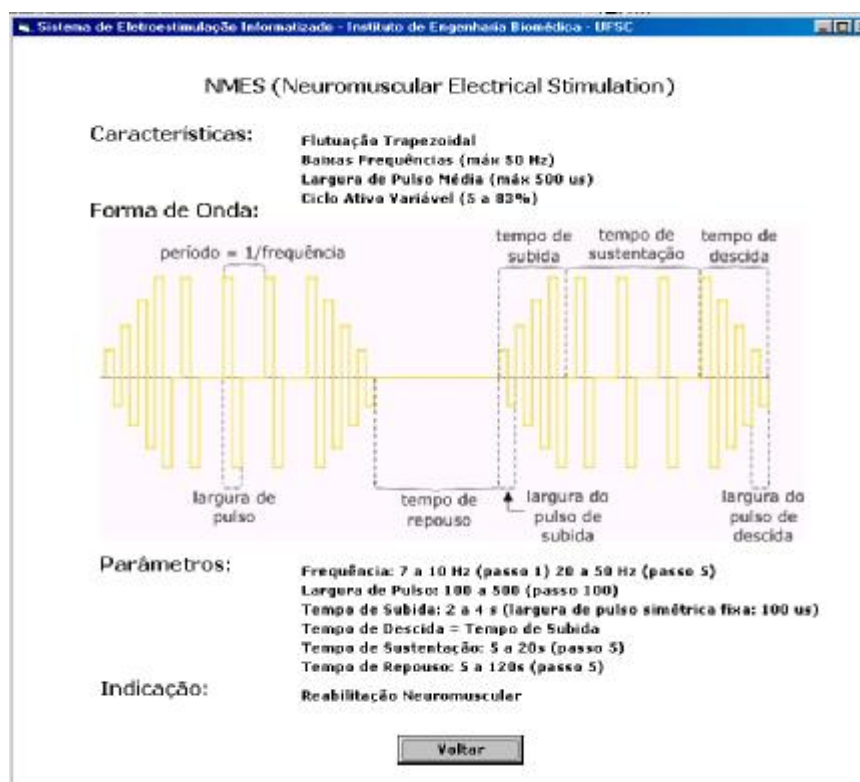 Sistema de Eletroestimulação Informatizado - Instituto de Engenharia Biomédica - UFSC
NMES (Neuromuscular Electrical Stimulation)
Características:
Flutuação Trapezoidal
Baixas Frequências (máx 50 Hz)
Largura de Pulso Média (máx 500 us)
Ciclo Ativo Variável (5 a 83%)
Forma de Onda:
período = 1/frequência
tempo de subida
tempo de sustentação
tempo de descida
largura de pulso
tempo de repouso
largura do pulso de subida
largura do pulso de descida
Parâmetros:
Frequência: 7 a 10 Hz (passo 1) 20 a 50 Hz (passo 5)
Largura de Pulso: 100 a 500 (passo 100)
Tempo de Subida: 2 a 4 s (largura de pulso simétrica fixa: 100 us)
Tempo de Descida = Tempo de Subida
Tempo de Sustentação: 5 a 20s (passo 5)
Tempo de Repouso: 5 a 120s (passo 5)
Indicação:
Reabilitação Neuromuscular
Voltar